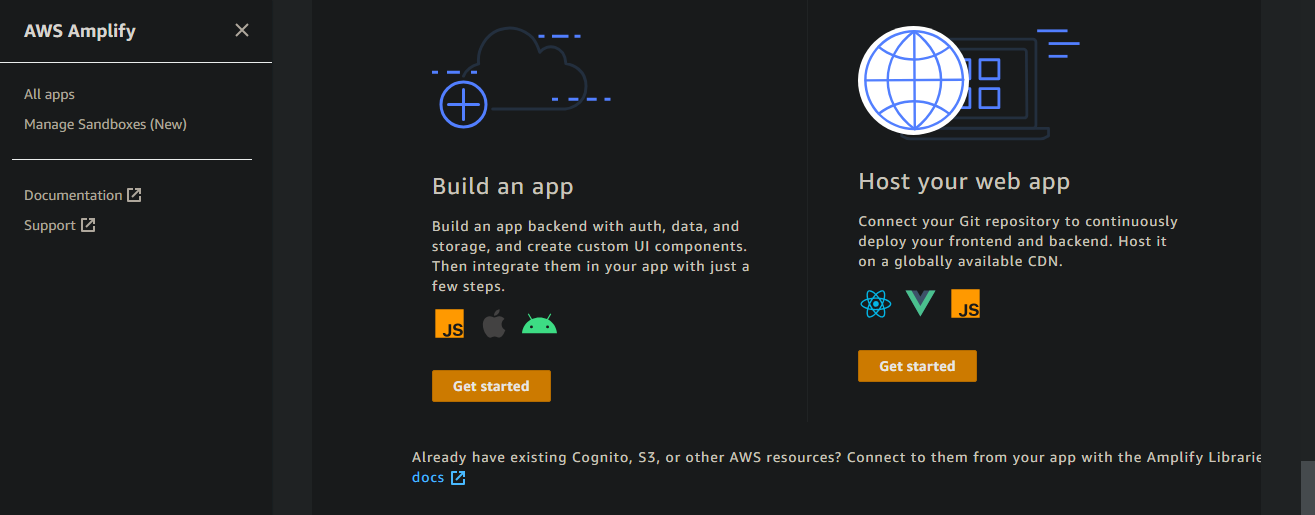 AWS Amplify
All apps
Manage Sandboxes (New)
Documentation
Support
Build an app
Build an app backend with auth, data, and
storage, and create custom UI components.
Then integrate them in your app with just a
few steps.
JS
Get started
Host your web app
Connect your Git repository to continuously
deploy your frontend and backend. Host it
on a globally available CDN.
JS
Get started
Already have existing Cognito, S3, or other AWS resources? Connect to them from your app with the Amplify Librarie
docs